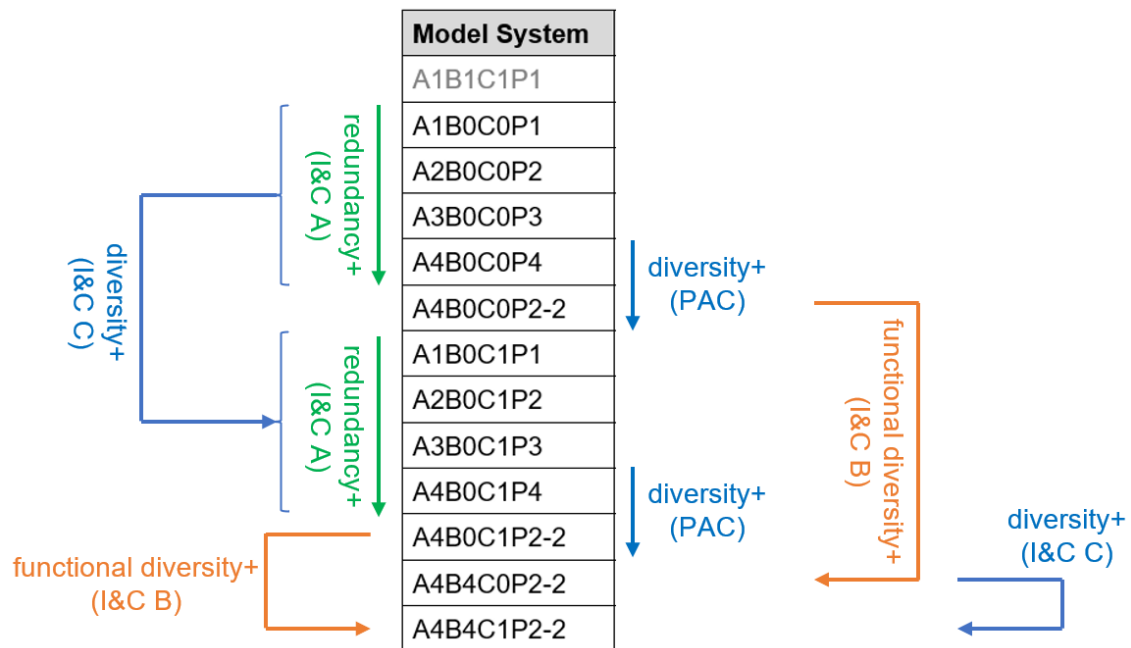 Model System
A1B1C1P1
A1B0C0P1
A2B0C0P2
A3B0C0P3
A4B0C0P4
A4B0C0P2-2
A1B0C1P1
A2B0C1P2
A3B0C1P3
A4B0C1P4
A4B0C1P2-2
A4B4C0P2-2
A4B4C1P2-2
redundancy+
(I&C A)
diversity+
(I&C C)
redundancy+
(I&C A)
functional diversity+
(I&C B)
diversity+
(PAC)
diversity+
(PAC)
functional diversity+
(I&C B)
diversity+
(I&C C)